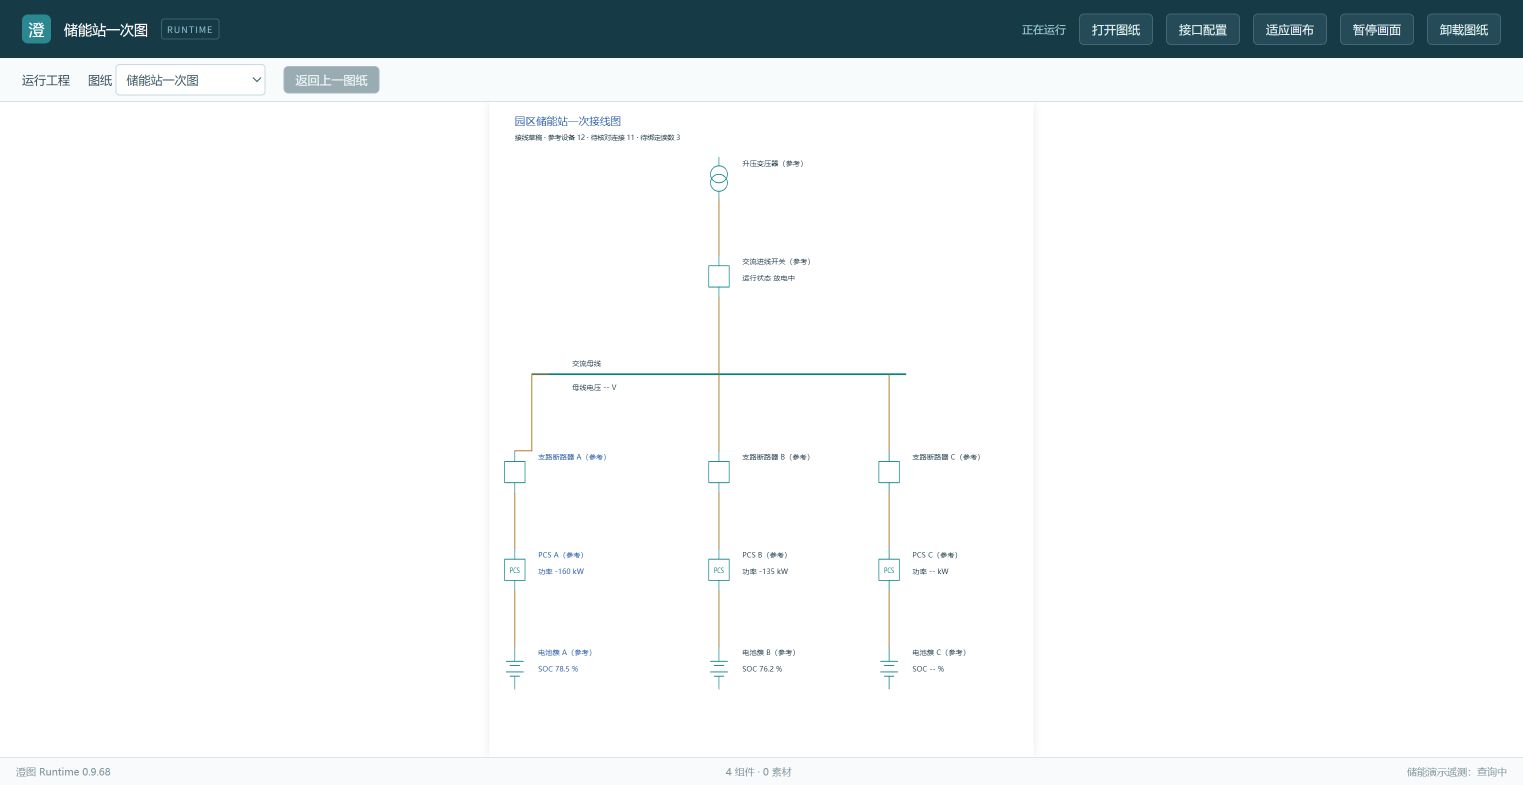 澄 储能站一次图 RUNTIME 正在运行 打开图纸 接口配置 适应画布 暂停画面 卸载图纸
运行工程 图纸 储能站一次图 返回上一图纸
园区储能站一次接线图
接线草稿 · 参考设备 12 · 待核对连接 11 · 待绑定读数 3
升压变压器（参考）
交流进线开关（参考）
运行状态 放电中
交流母线
母线电压 -- V
支路断路器 A（参考） 支路断路器 B（参考） 支路断路器 C（参考）
PCS A（参考） PCS B（参考） PCS C（参考）
PCS 功率 -160 kW PCS 功率 -135 kW PCS 功率 -- kW
电池簇 A（参考） 电池簇 B（参考） 电池簇 C（参考）
SOC 78.5 % SOC 76.2 % SOC -- %
澄图 Runtime 0.9.68 4 组件 · 0 素材 储能演示遥测：查询中